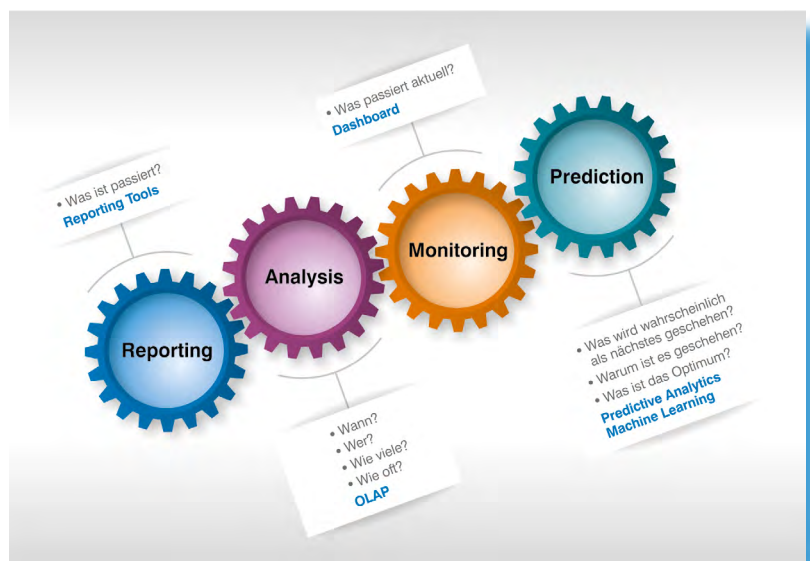 • Was ist passiert?
Reporting Tools
Reporting
Analysis
• Wann?
• Wer?
• Wie viele?
• Wie oft?
OLAP
• Was passiert aktuell?
Dashboard
Monitoring
Prediction
• Was wird wahrscheinlich
als nächstes geschehen?
• Warum ist es geschehen?
• Was ist das Optimum?
Predictive Analytics
Machine Learning